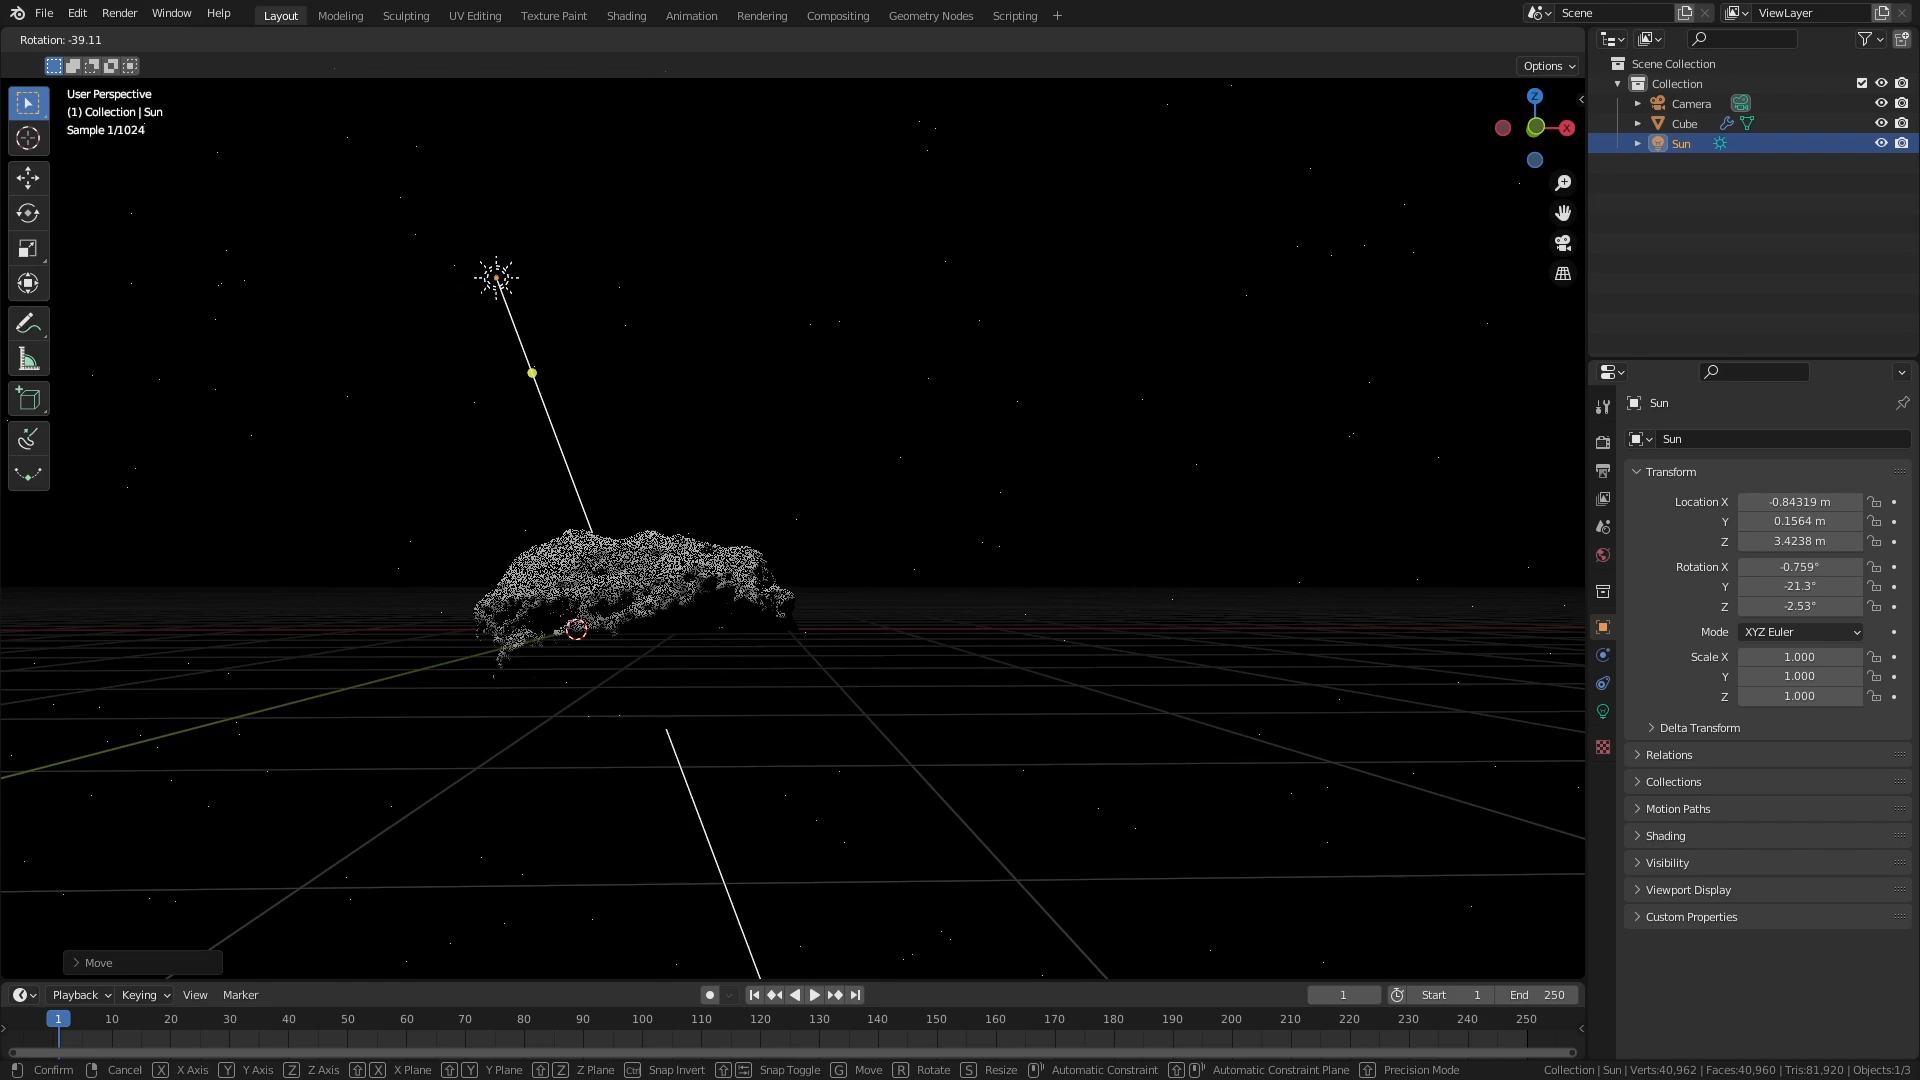 File Edit Render Window Help Layout Modeling Sculpting UV Editing Texture Paint Shading Animation Rendering Compositing Geometry Nodes Scripting + Scene ViewLayer
Rotation: -39.11
Options
User Perspective
(1) Collection | Sun
Sample 1/1024
Z
X
Scene Collection
Collection
Camera
Cube
Sun
Sun
Sun
Transform
Location X -0.84319 m
Y 0.1564 m
Z 3.4238 m
Rotation X -0.759°
Y -21.3°
Z -2.53°
Mode XYZ Euler
Scale X 1.000
Y 1.000
Z 1.000
Delta Transform
Relations
Collections
Motion Paths
Shading
Visibility
Viewport Display
Custom Properties
Move
Playback Keying View Marker 1 Start 1 End 250
1 10 20 30 40 50 60 70 80 90 100 110 120 130 140 150 160 170 180 190 200 210 220 230 240 250
Confirm Cancel X X Axis Y Y Axis Z Z Axis X X Plane Y Y Plane Z Z Plane Ctrl Snap Invert Snap Toggle G Move R Rotate S Resize Automatic Constraint Automatic Constraint Plane Precision Mode Collection | Sun | Verts:40,962 | Faces:40,960 | Tris:81,920 | Objects:1/3